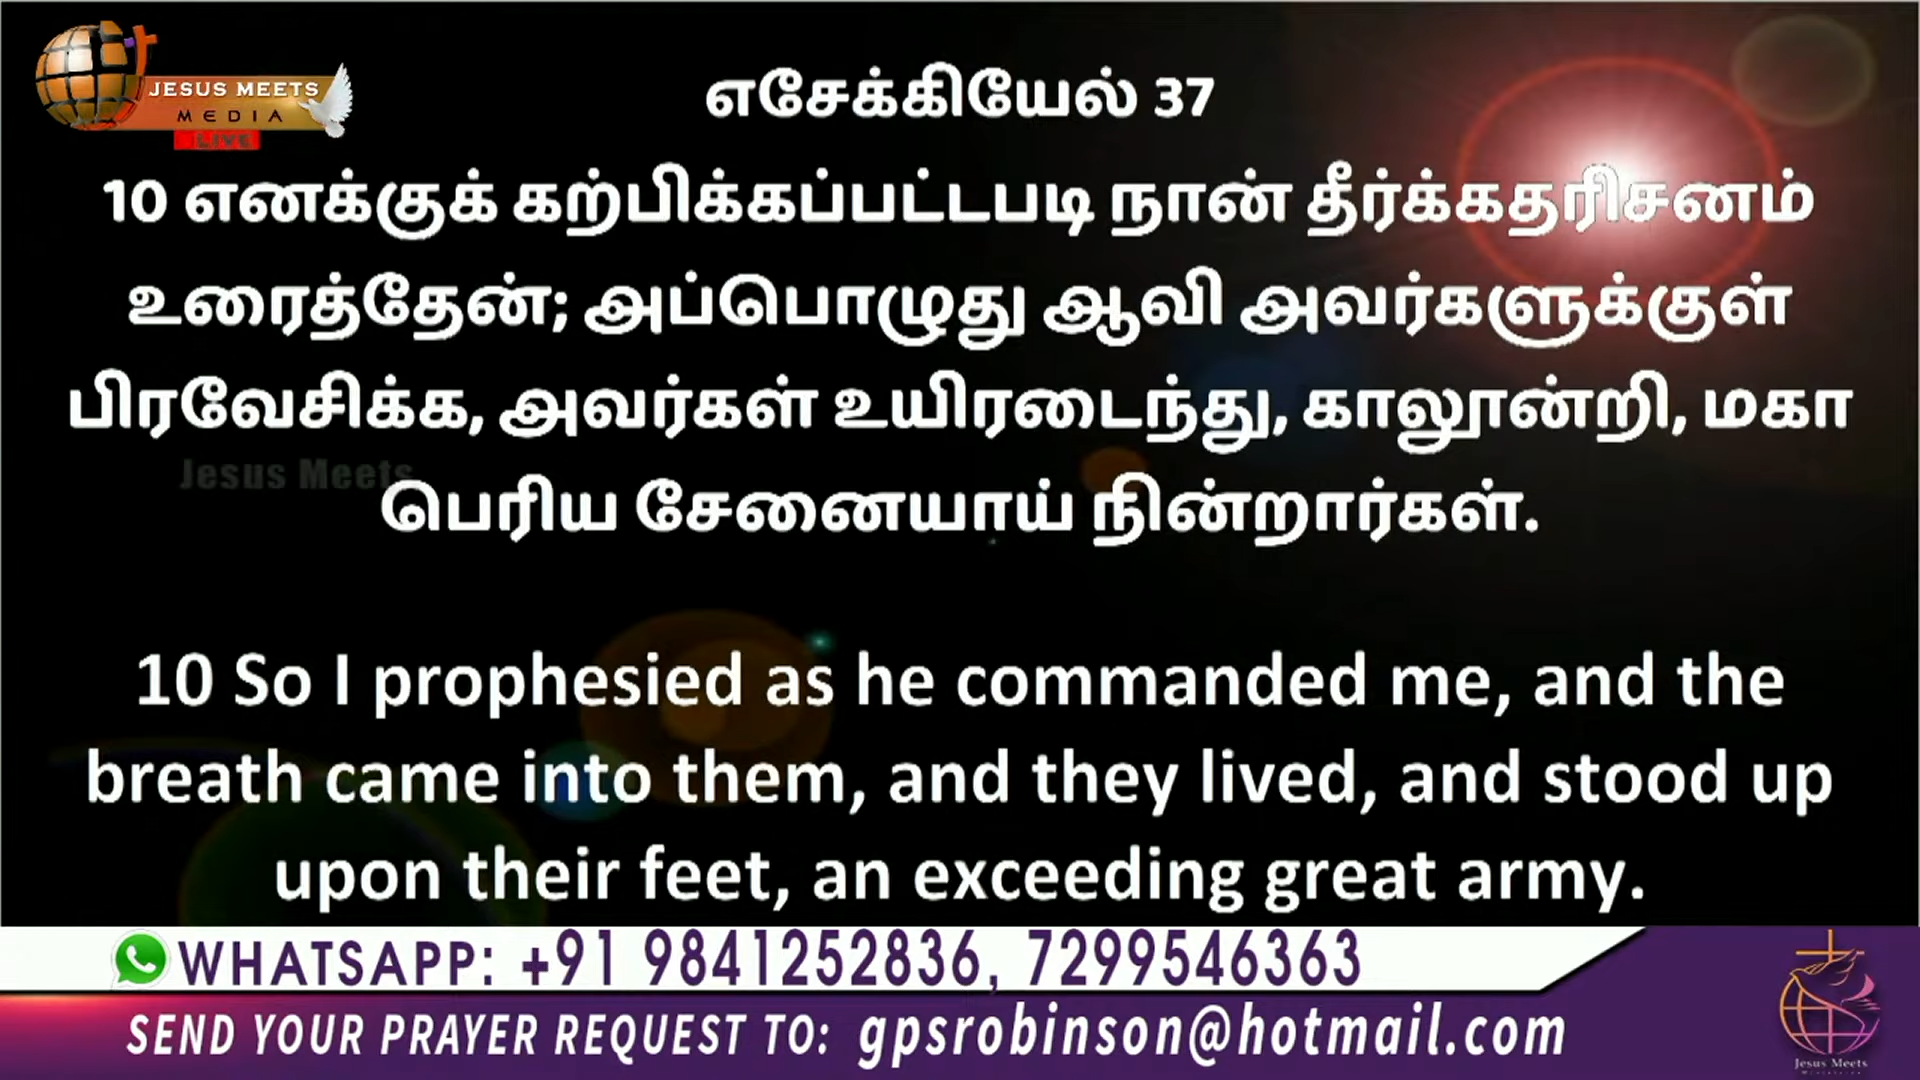 JESUS MEETS
MEDIA
LIVE
எசேக்கியேல் 37
10 எனக்குக் கற்பிக்கப்பட்டபடி நான் தீர்க்கதரிசனம்
உரைத்தேன்; அப்பொழுது ஆவி அவர்களுக்குள்
பிரவேசிக்க, அவர்கள் உயிரடைந்து, காலூன்றி, மகா
Jesus Meets
பெரிய சேனையாய் நின்றார்கள்.
10 So I prophesied as he commanded me, and the
breath came into them, and they lived, and stood up
upon their feet, an exceeding great army.
WHATSAPP: +91 9841252836, 7299546363
SEND YOUR PRAYER REQUEST TO: gpsrobinson@hotmail.com
Jesus Meets